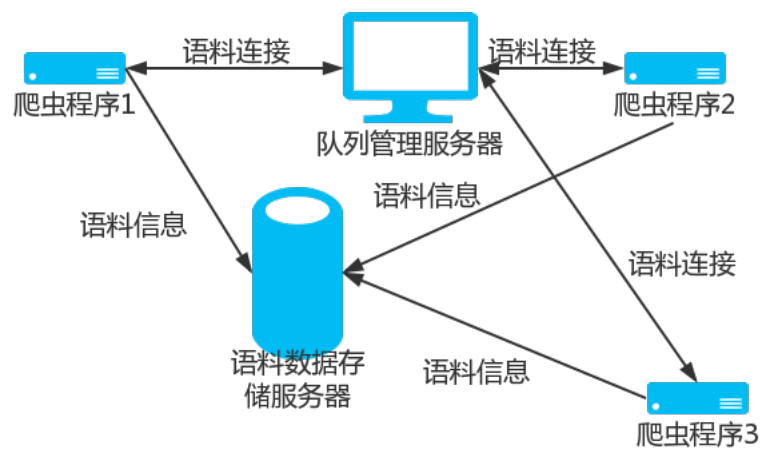 语料连接
语料连接
爬虫程序1
爬虫程序2
队列管理服务器
语料信息
语料信息
语料连接
语料数据存
储服务器
语料信息
爬虫程序3